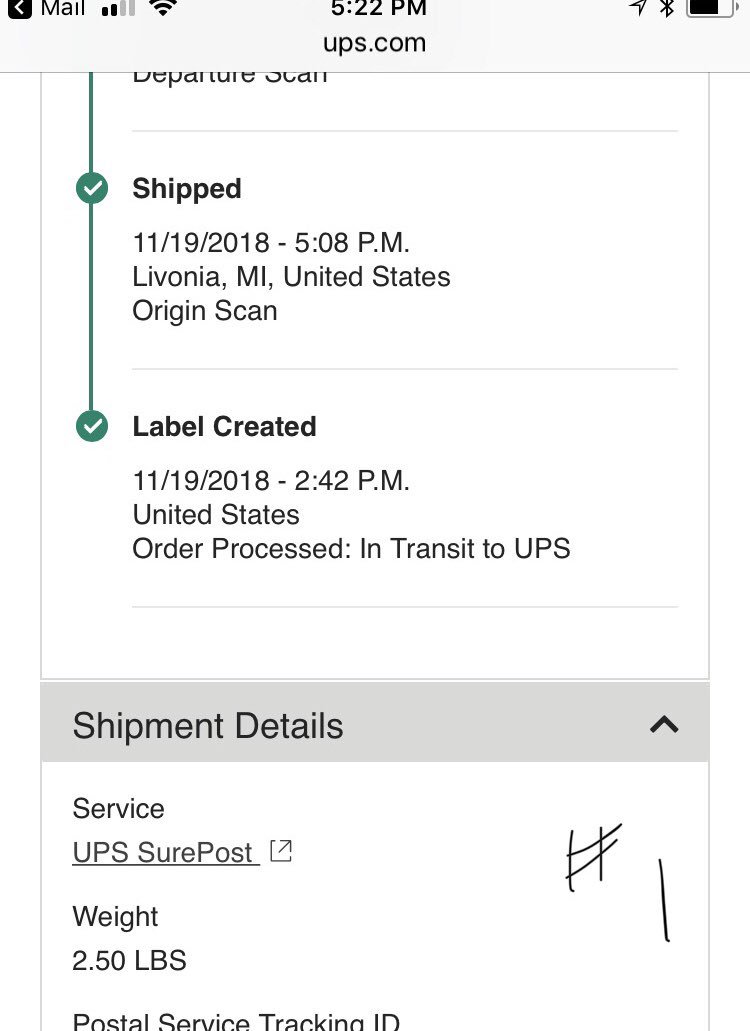 Mail 5:22 PM
ups.com
Departure Scan
Shipped
11/19/2018 - 5:08 P.M.
Livonia, MI, United States
Origin Scan
Label Created
11/19/2018 - 2:42 P.M.
United States
Order Processed: In Transit to UPS
Shipment Details
Service
UPS SurePost
# 1
Weight
2.50 LBS
Postal Service Tracking ID